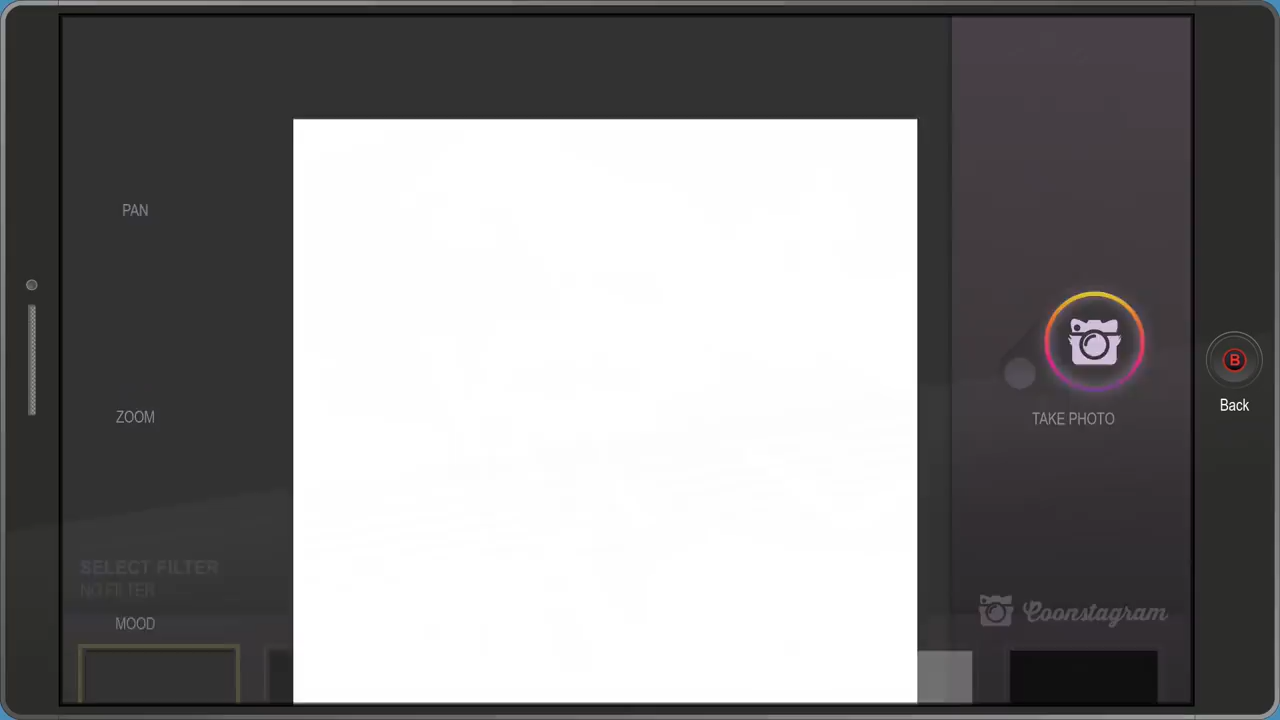 PAN
ZOOM
TAKE PHOTO
B
Back
SELECT FILTER
NO FILTER
MOOD
Coonstagram